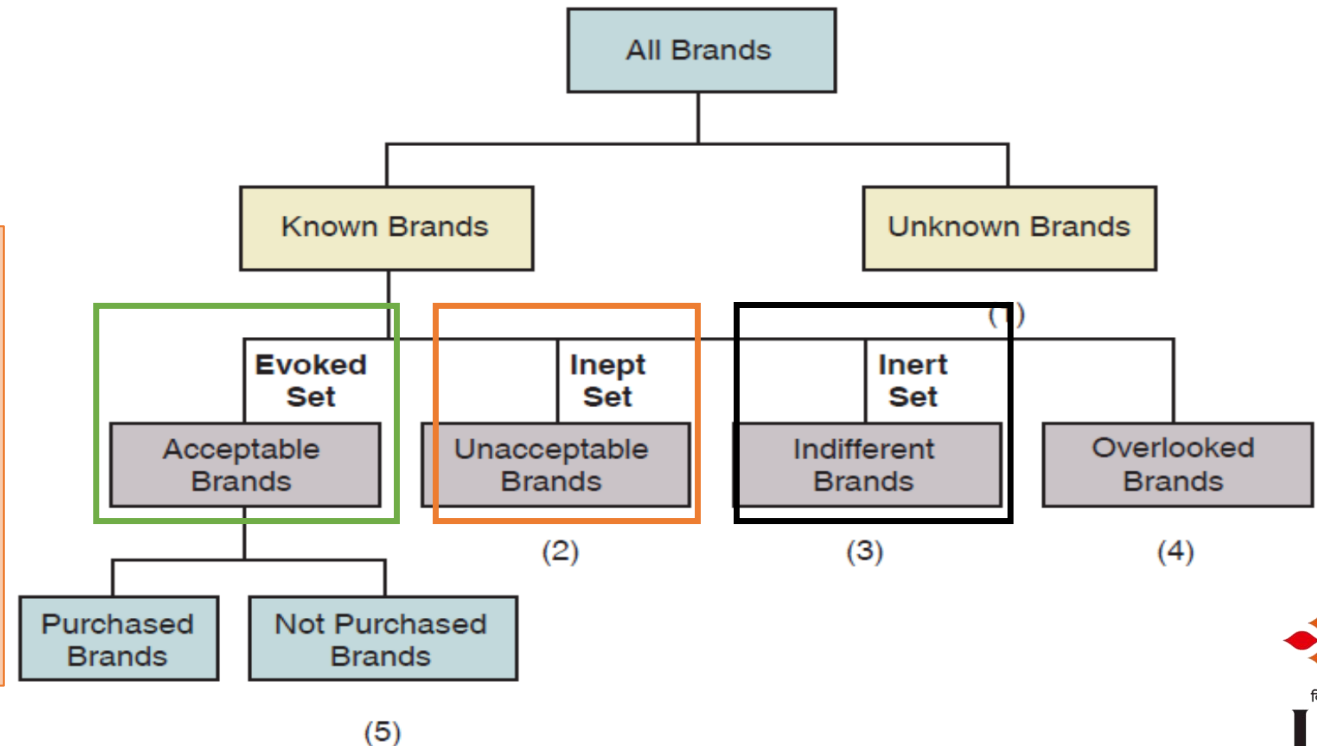 All Brands
Known Brands
Unknown Brands
(1)
Evoked
Set
Inept
Set
Inert
Set
Acceptable
Brands
Unacceptable
Brands
Indifferent
Brands
Overlooked
Brands
(2)
(3)
(4)
Purchased
Brands
Not Purchased
Brands
(5)